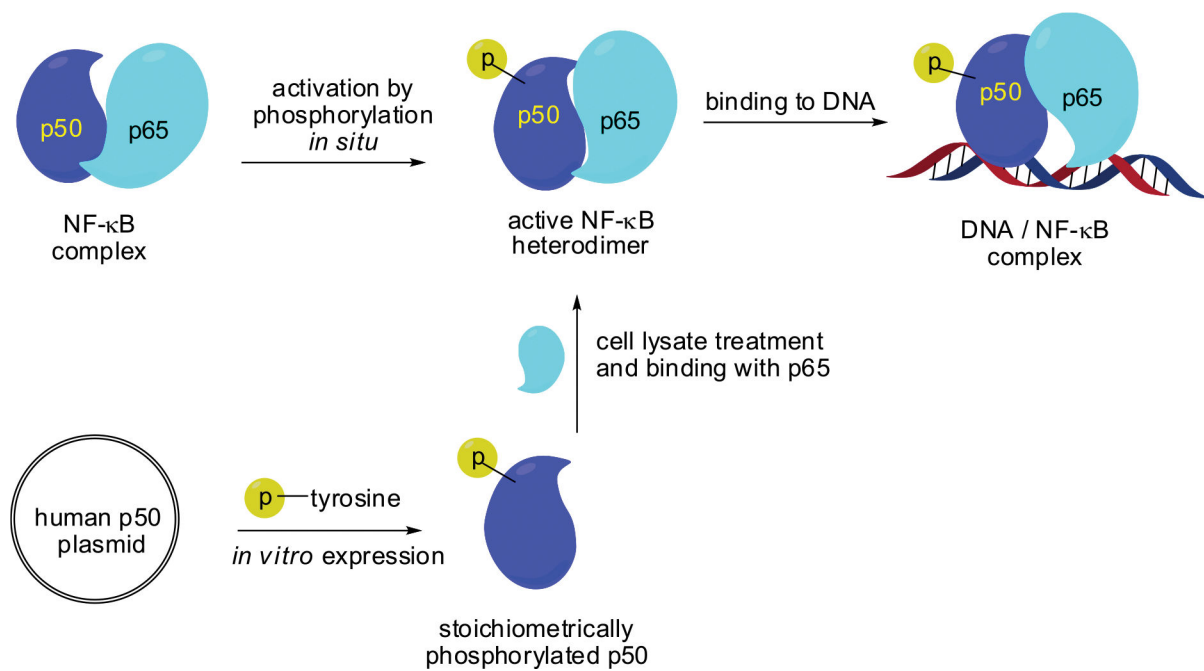 p50
p65
NF-κB
complex
activation by
phosphorylation
in situ
p
p50
p65
active NF-κB
heterodimer
binding to DNA
p
p50
p65
DNA / NF-κB
complex
cell lysate treatment
and binding with p65
human p50
plasmid
p tyrosine
in vitro expression
p
stoichiometrically
phosphorylated p50